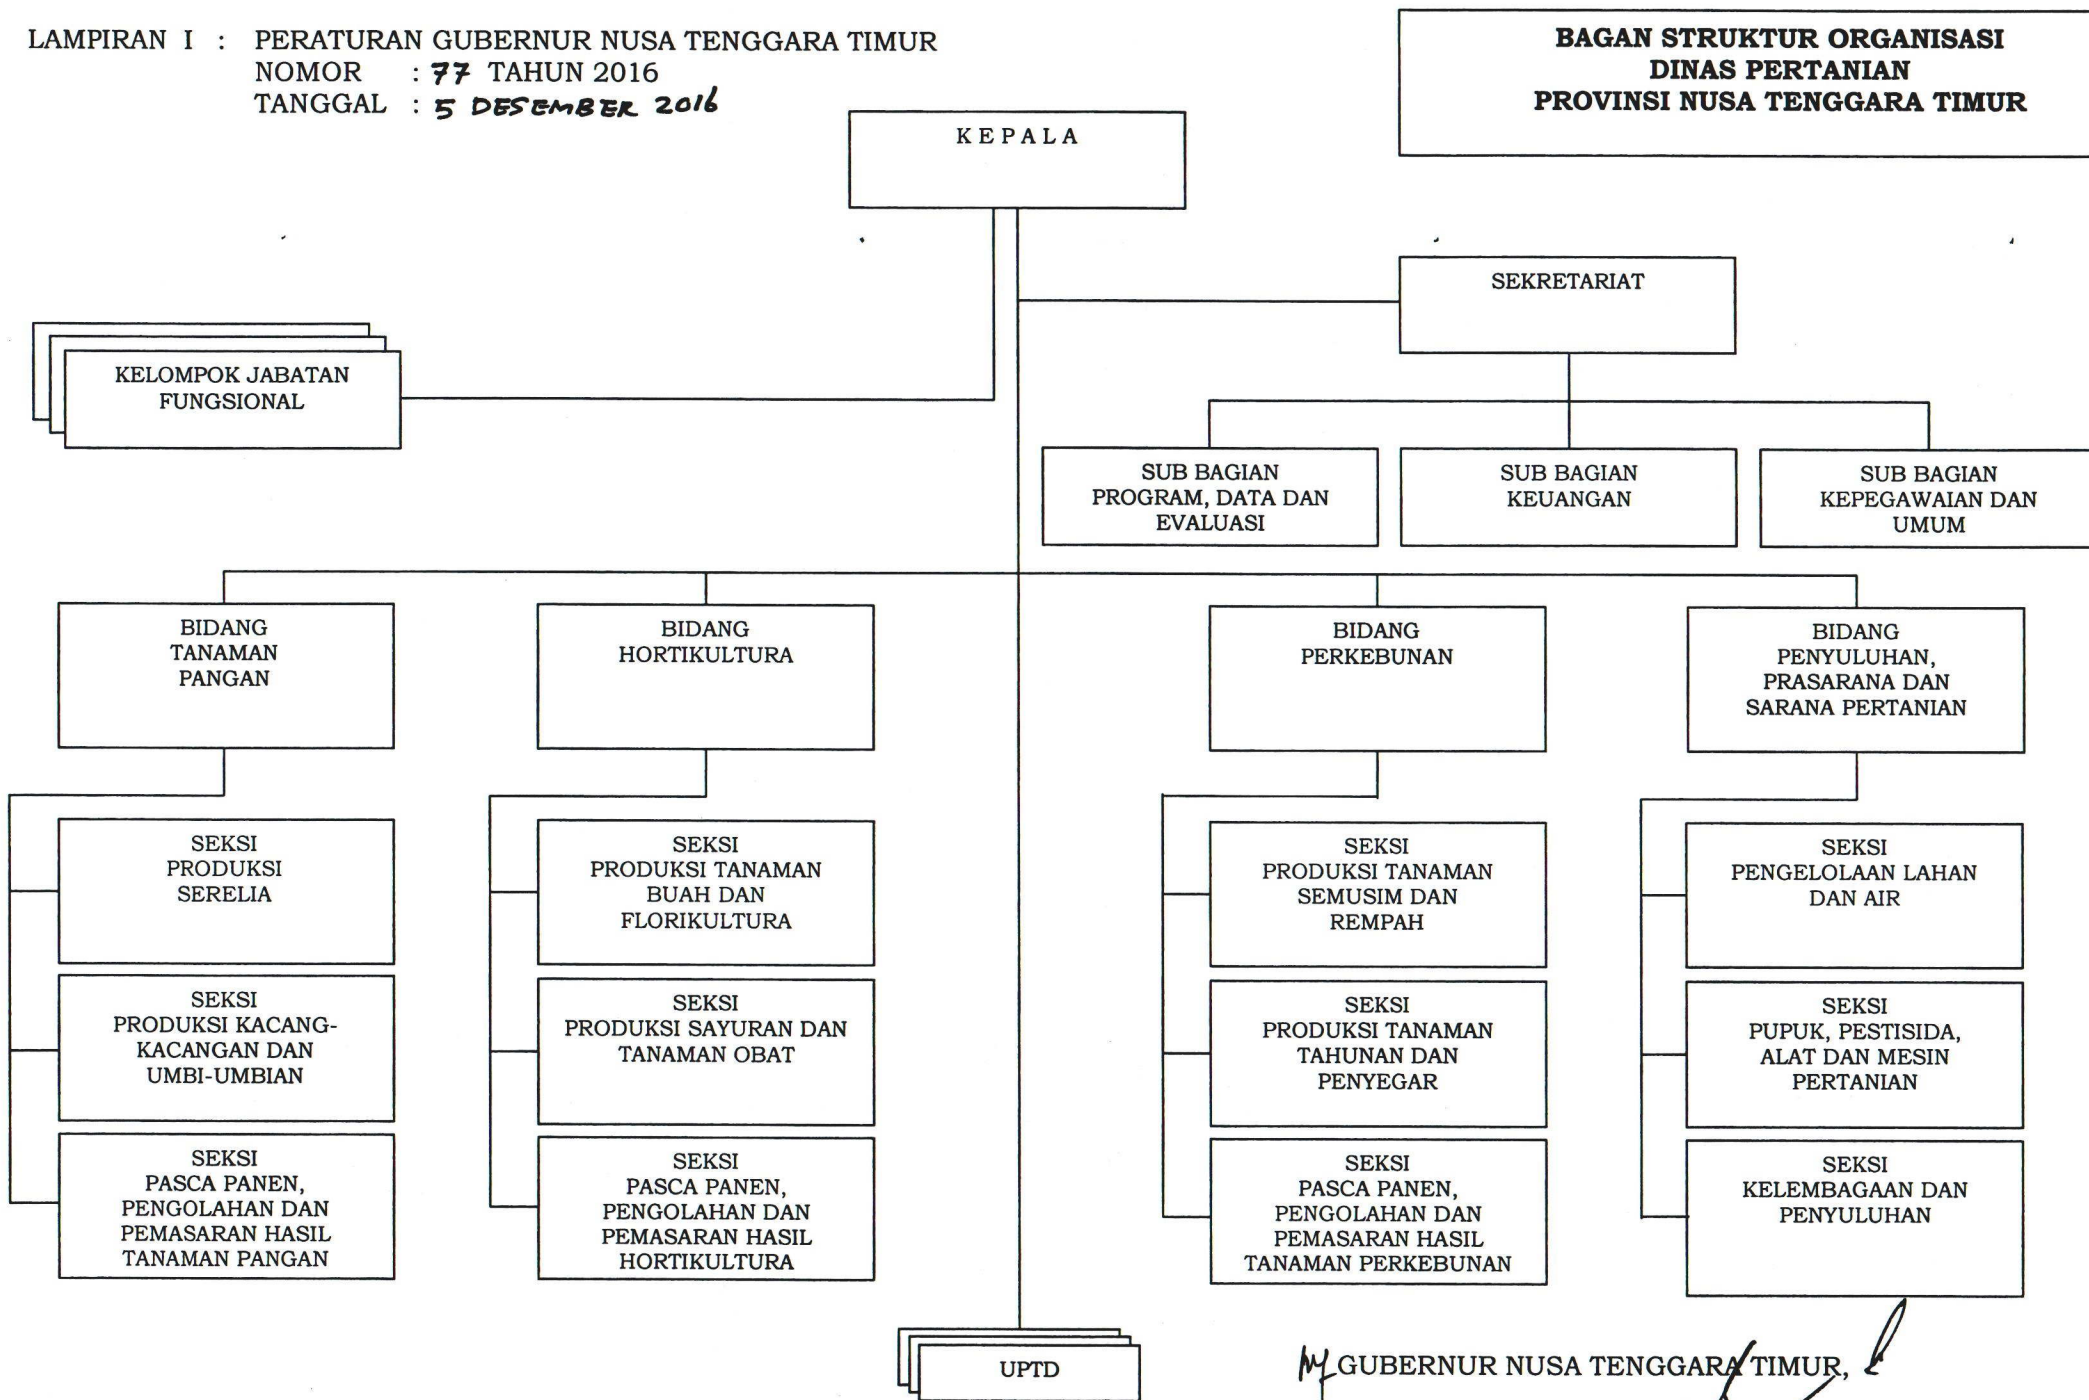 LAMPIRAN I : PERATURAN GUBERNUR NUSA TENGGARA TIMUR
NOMOR : 77 TAHUN 2016
TANGGAL : 5 DESEMBER 2016
BAGAN STRUKTUR ORGANISASI
DINAS PERTANIAN
PROVINSI NUSA TENGGARA TIMUR
KEPALA
SEKRETARIAT
KELOMPOK JABATAN
FUNGSIONAL
SUB BAGIAN
PROGRAM, DATA DAN
EVALUASI
SUB BAGIAN
KEUANGAN
SUB BAGIAN
KEPEGAWAIAN DAN
UMUM
BIDANG
TANAMAN
PANGAN
BIDANG
HORTIKULTURA
BIDANG
PERKEBUNAN
BIDANG
PENYULUHAN,
PRASARANA DAN
SARANA PERTANIAN
SEKSI
PRODUKSI
SERELIA
SEKSI
PRODUKSI TANAMAN
BUAH DAN
FLORIKULTURA
SEKSI
PRODUKSI TANAMAN
SEMUSIM DAN
REMPAH
SEKSI
PENGELOLAAN LAHAN
DAN AIR
SEKSI
PRODUKSI KACANG-
KACANGAN DAN
UMBI-UMBIAN
SEKSI
PRODUKSI SAYURAN DAN
TANAMAN OBAT
SEKSI
PRODUKSI TANAMAN
TAHUNAN DAN
PENYEGAR
SEKSI
PUPUK, PESTISIDA,
ALAT DAN MESIN
PERTANIAN
SEKSI
PASCA PANEN,
PENGOLAHAN DAN
PEMASARAN HASIL
TANAMAN PANGAN
SEKSI
PASCA PANEN,
PENGOLAHAN DAN
PEMASARAN HASIL
HORTIKULTURA
SEKSI
PASCA PANEN,
PENGOLAHAN DAN
PEMASARAN HASIL
TANAMAN PERKEBUNAN
SEKSI
KELEMBAGAAN DAN
PENYULUHAN
UPTD
GUBERNUR NUSA TENGGARA TIMUR,